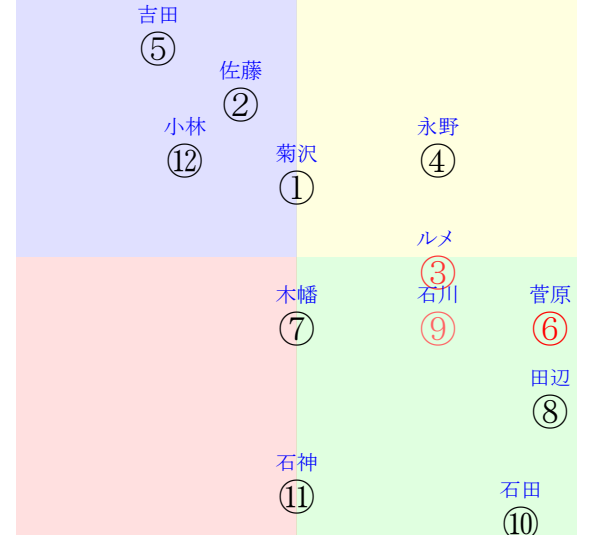 吉田
⑤
佐藤
②
小林
⑫
永野
④
菊沢
①
ルメ
③
木幡
⑦
石川
⑨
菅原
⑥
田辺
⑧
石神
⑪
石田
⑩